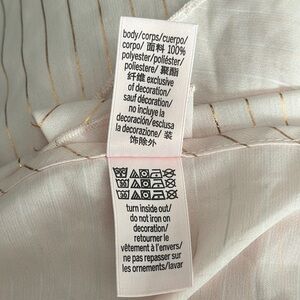 body/corps/cuerpo/
corpo/ 面料 100%
polyester/poliéster/
poliestere/ 聚酯
纤维 exclusive
of decoration/
sauf décoration/
no incluye la
decoración/esclusa
la decorazione/ 装
饰除外
turn inside out/
do not iron on
decoration/
retourner le
vêtement à l'envers/
ne pas repasser sur
les ornements/lavar